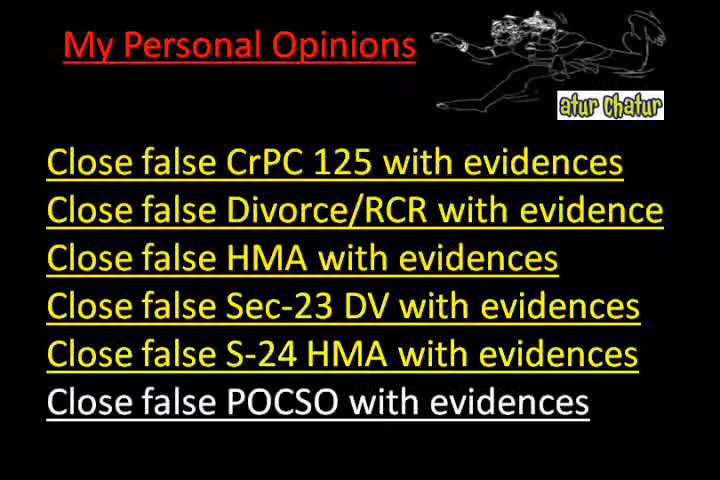 My Personal Opinions
atur Chatur
Close false CrPC 125 with evidences
Close false Divorce/RCR with evidence
Close false HMA with evidences
Close false Sec-23 DV with evidences
Close false S-24 HMA with evidences
Close false POCSO with evidences